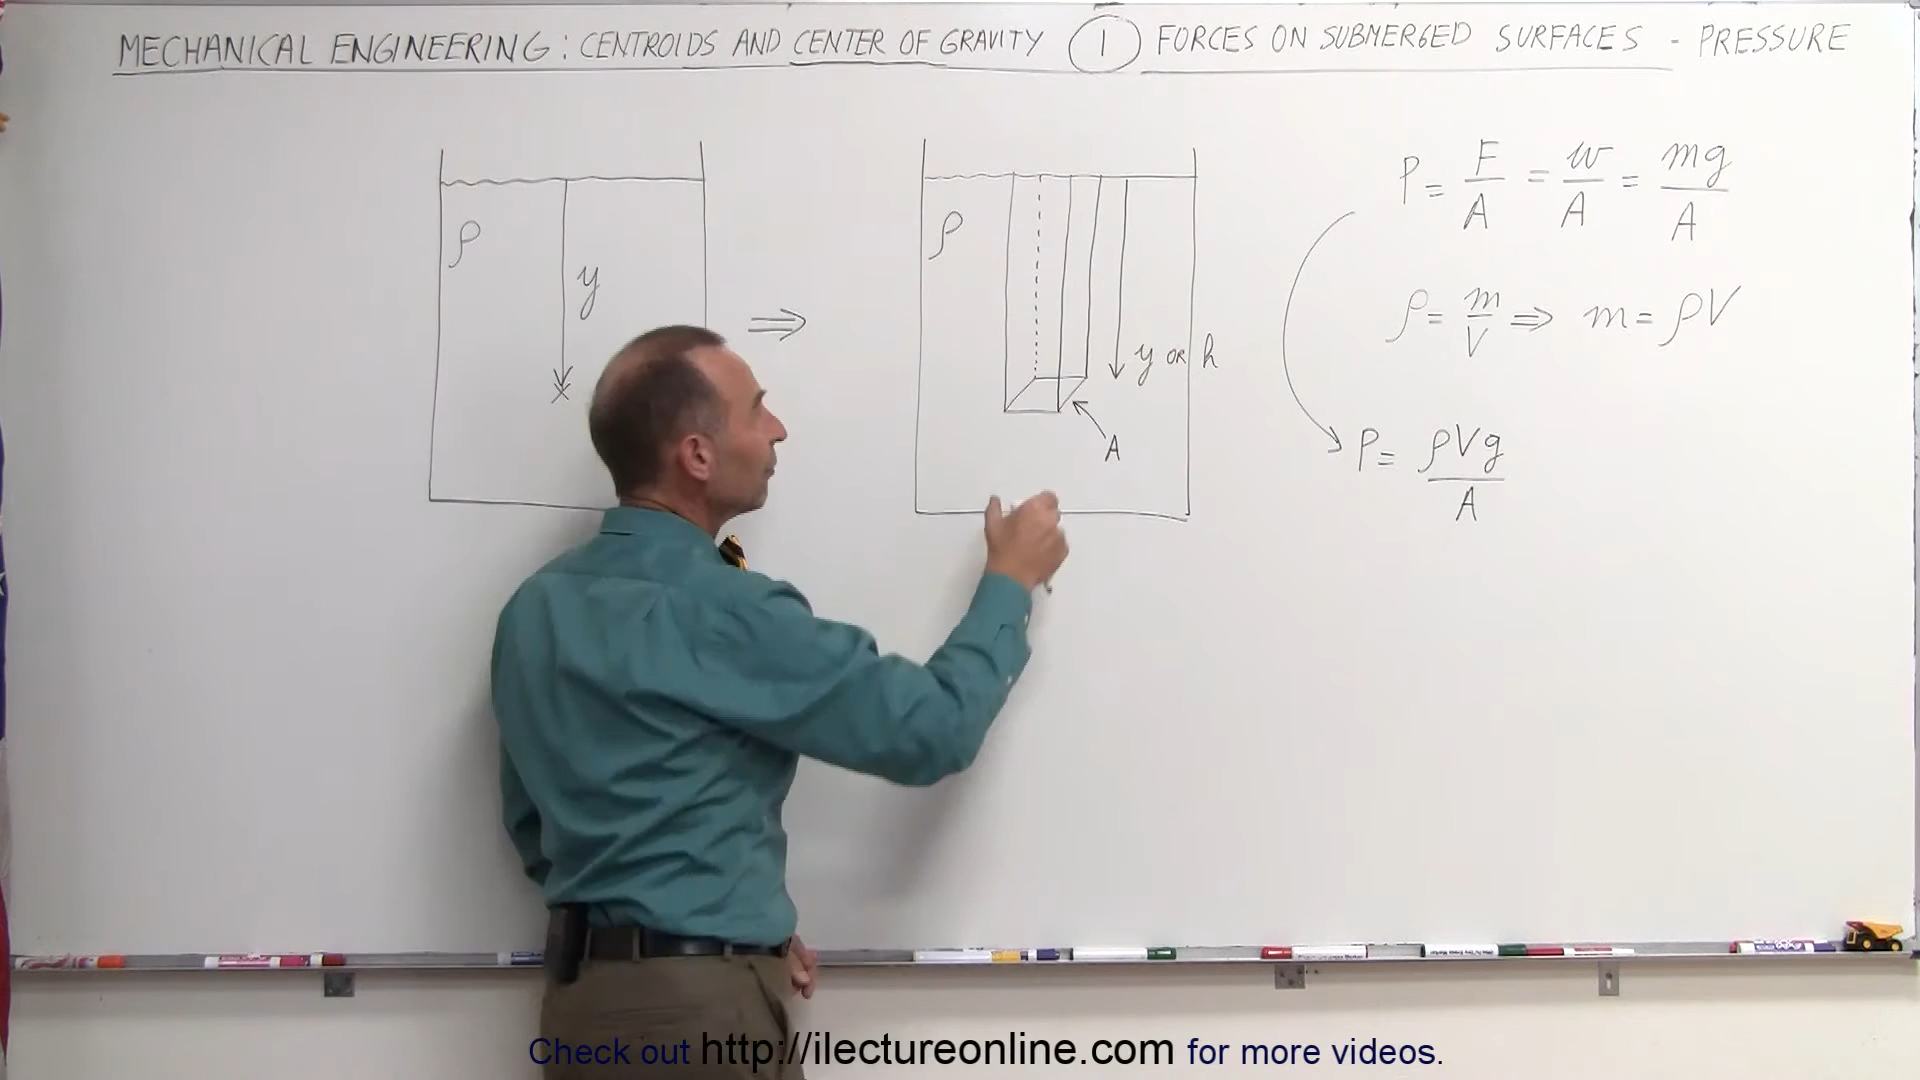 MECHANICAL ENGINEERING: CENTROIDS AND CENTER OF GRAVITY 1 FORCES ON SUBMERGED SURFACES - PRESSURE
ρ
y
⇒
ρ
y OR h
A
P = F/A = W/A = mg/A
ρ = m/V ⇒ m = ρV
P = ρVg/A
Check out http://ilectureonline.com for more videos.